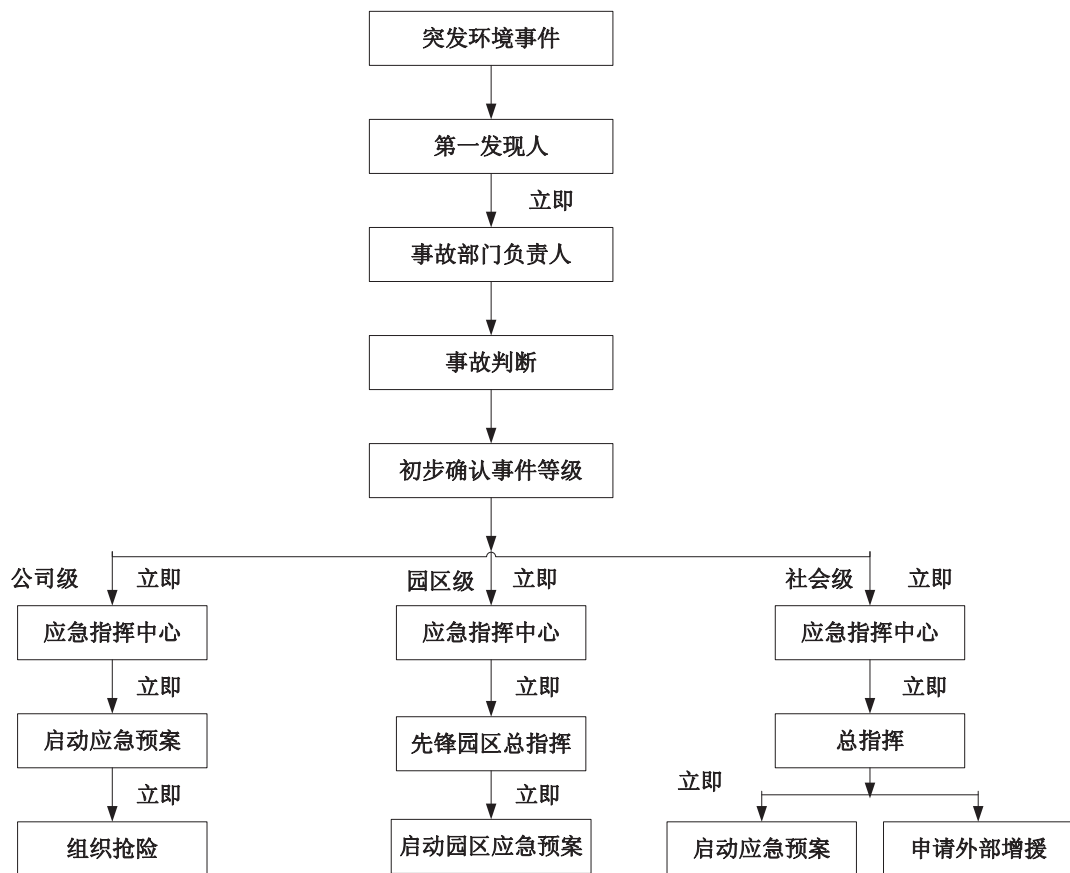 突发环境事件
第一发现人
立即
事故部门负责人
事故判断
初步确认事件等级
公司级 立即 园区级 立即 社会级 立即
应急指挥中心 应急指挥中心 应急指挥中心
立即 立即 立即
启动应急预案 先锋园区总指挥 总指挥
立即 立即 立即
组织抢险 启动园区应急预案 启动应急预案 申请外部增援